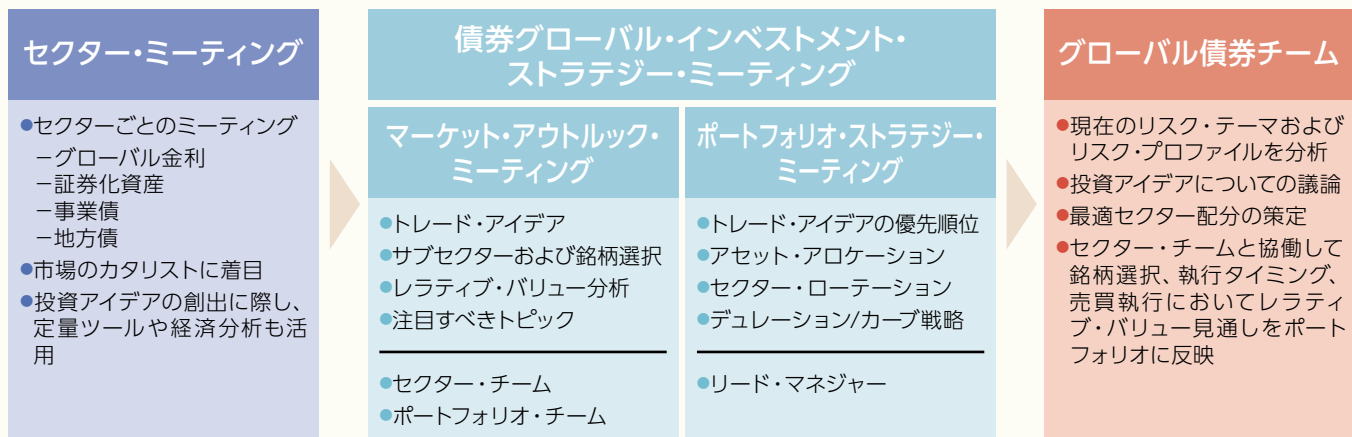 セクター・ミーティング
●セクターごとのミーティング
－グローバル金利
－証券化資産
－事業債
－地方債
●市場のカタリストに着目
●投資アイデアの創出に際し、
定量ツールや経済分析も活
用
債券グローバル・インベストメント・
ストラテジー・ミーティング
マーケット・アウトルック・
ミーティング
●トレード・アイデア
●サブセクターおよび銘柄選択
●レラティブ・バリュー分析
●注目すべきトピック
●セクター・チーム
●ポートフォリオ・チーム
ポートフォリオ・ストラテジー・
ミーティング
●トレード・アイデアの優先順位
●アセット・アロケーション
●セクター・ローテーション
●デュレーション/カーブ戦略
●リード・マネジャー
グローバル債券チーム
●現在のリスク・テーマおよび
リスク・プロファイルを分析
●投資アイデアについての議論
●最適セクター配分の策定
●セクター・チームと協働して
銘柄選択、執行タイミング、
売買執行においてレラティ
ブ・バリュー見通しをポート
フォリオに反映